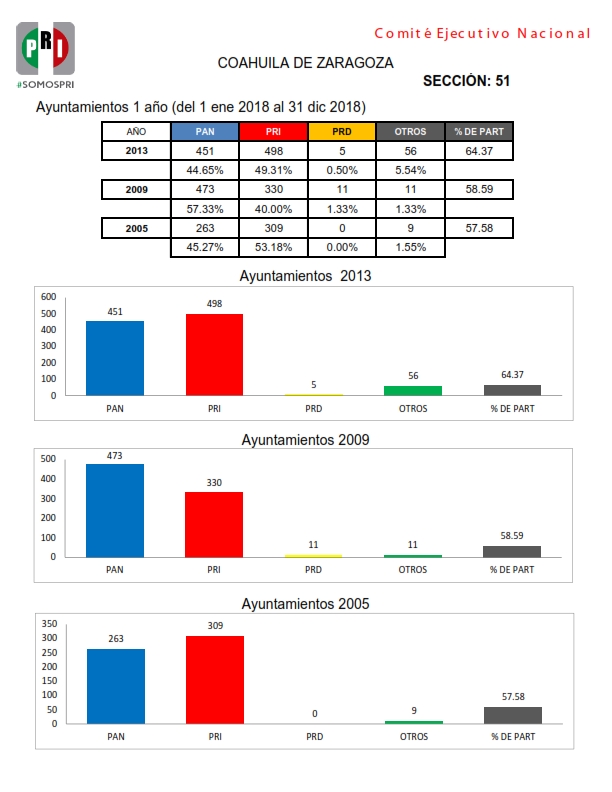 Comité Ejecutivo Nacional
PRI
#SOMOSPRI
COAHUILA DE ZARAGOZA
SECCIÓN: 51
Ayuntamientos 1 año (del 1 ene 2018 al 31 dic 2018)
AÑO PAN PRI PRD OTROS % DE PART
2013 451 498 5 56 64.37
44.65% 49.31% 0.50% 5.54%
2009 473 330 11 11 58.59
57.33% 40.00% 1.33% 1.33%
2005 263 309 0 9 57.58
45.27% 53.18% 0.00% 1.55%
Ayuntamientos 2013
600
500
400
300
200
100
0
451 498 5 56 64.37
PAN PRI PRD OTROS % DE PART
Ayuntamientos 2009
500
400
300
200
100
0
473 330 11 11 58.59
PAN PRI PRD OTROS % DE PART
Ayuntamientos 2005
350
300
250
200
150
100
50
0
263 309 0 9 57.58
PAN PRI PRD OTROS % DE PART